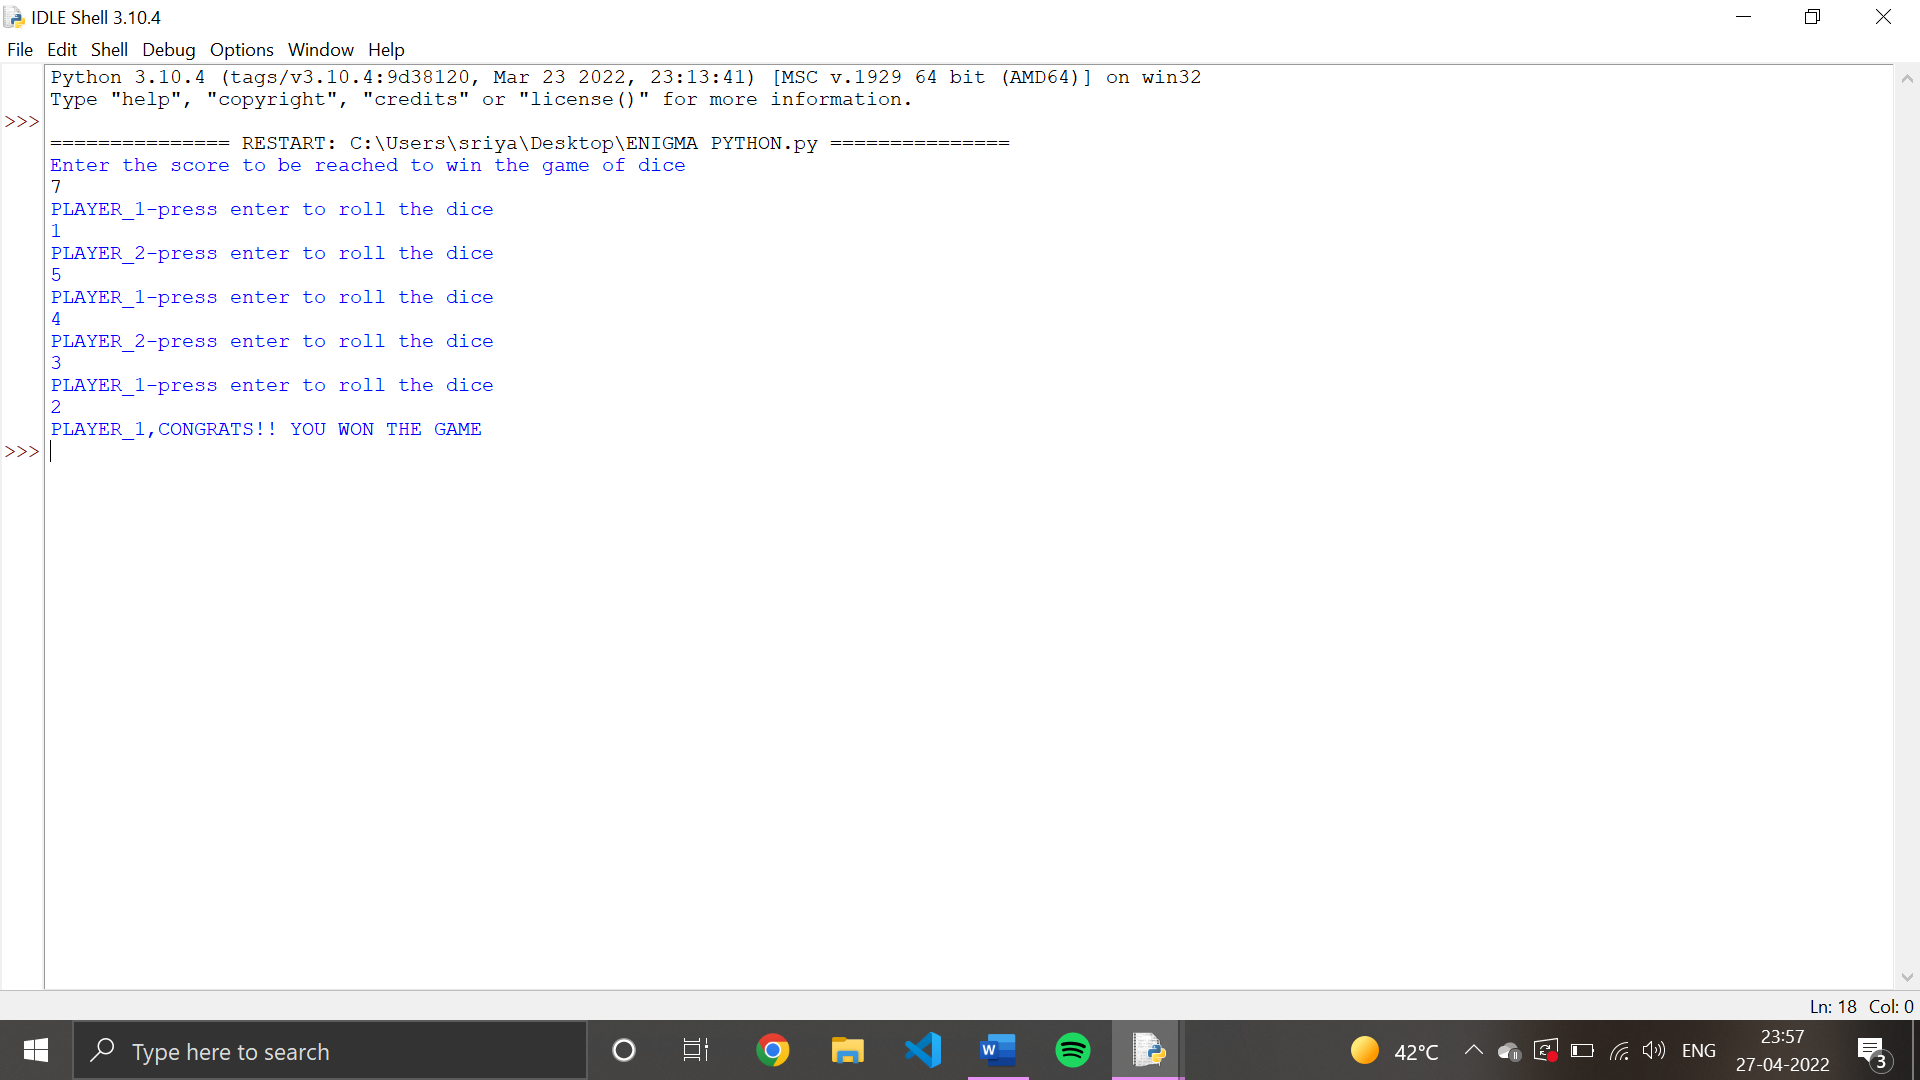 IDLE Shell 3.10.4
File Edit Shell Debug Options Window Help
Python 3.10.4 (tags/v3.10.4:9d38120, Mar 23 2022, 23:13:41) [MSC v.1929 64 bit (AMD64)] on win32
Type "help", "copyright", "credits" or "license()" for more information.
>>>
=============== RESTART: C:\Users\sriya\Desktop\ENIGMA PYTHON.py ===============
Enter the score to be reached to win the game of dice
7
PLAYER_1-press enter to roll the dice
1
PLAYER_2-press enter to roll the dice
5
PLAYER_1-press enter to roll the dice
4
PLAYER_2-press enter to roll the dice
3
PLAYER_1-press enter to roll the dice
2
PLAYER_1,CONGRATS!! YOU WON THE GAME
>>>
Ln: 18 Col: 0
Type here to search
W
42°C
ENG
23:57
27-04-2022
3